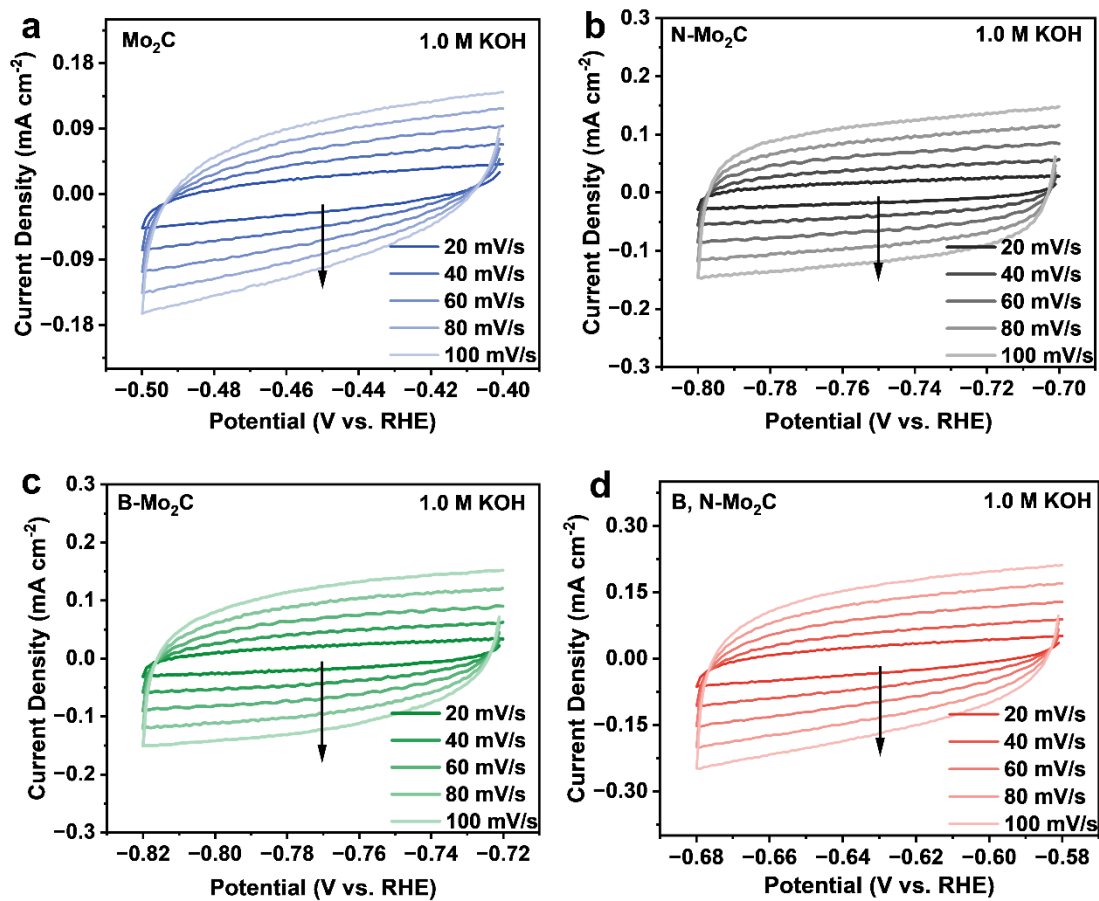 a
Mo₂C
1.0 M KOH
0.18
0.09
0.00
−0.09
−0.18
Current Density (mA cm⁻²)
20 mV/s
40 mV/s
60 mV/s
80 mV/s
100 mV/s
−0.50 −0.48 −0.46 −0.44 −0.42 −0.40
Potential (V vs. RHE)
b
N-Mo₂C
1.0 M KOH
0.3
0.2
0.1
0.0
−0.1
−0.2
−0.3
Current Density (mA cm⁻²)
20 mV/s
40 mV/s
60 mV/s
80 mV/s
100 mV/s
−0.80 −0.78 −0.76 −0.74 −0.72 −0.70
Potential (V vs. RHE)
c
B-Mo₂C
1.0 M KOH
0.3
0.2
0.1
0.0
−0.1
−0.2
−0.3
Current Density (mA cm⁻²)
20 mV/s
40 mV/s
60 mV/s
80 mV/s
100 mV/s
−0.82 −0.80 −0.78 −0.76 −0.74 −0.72
Potential (V vs. RHE)
d
B, N-Mo₂C
1.0 M KOH
0.30
0.15
0.00
−0.15
−0.30
Current Density (mA cm⁻²)
20 mV/s
40 mV/s
60 mV/s
80 mV/s
100 mV/s
−0.68 −0.66 −0.64 −0.62 −0.60 −0.58
Potential (V vs. RHE)